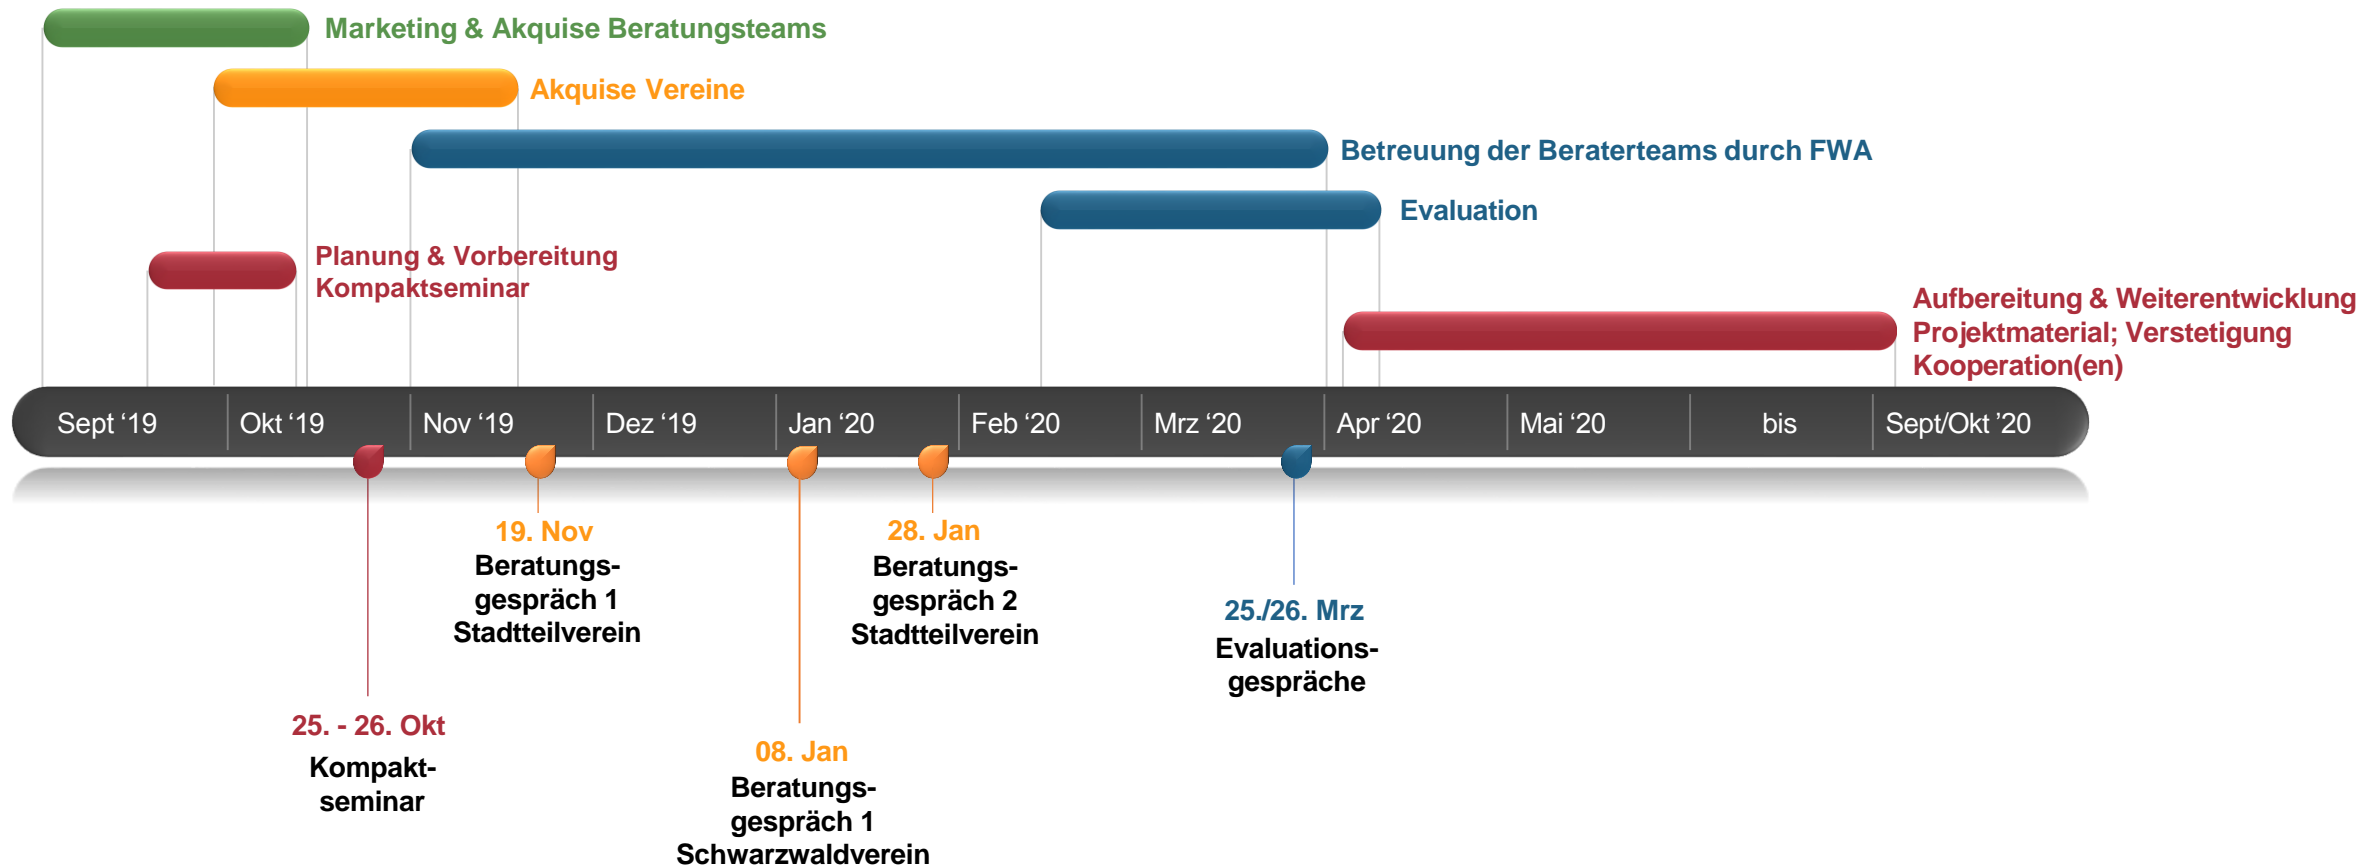 Marketing & Akquise Beratungsteams
Akquise Vereine
Betreuung der Beraterteams durch FWA
Evaluation
Planung & Vorbereitung
Kompaktseminar
Aufbereitung & Weiterentwicklung
Projektmaterial; Verstetigung
Kooperation(en)
Sept ‘19 Okt ‘19 Nov ‘19 Dez ‘19 Jan ‘20 Feb ‘20 Mrz ‘20 Apr ‘20 Mai ‘20 bis Sept/Okt ’20
19. Nov
Beratungs-
gespräch 1
Stadtteilverein
28. Jan
Beratungs-
gespräch 2
Stadtteilverein
25./26. Mrz
Evaluations-
gespräche
25. - 26. Okt
Kompakt-
seminar
08. Jan
Beratungs-
gespräch 1
Schwarzwaldverein